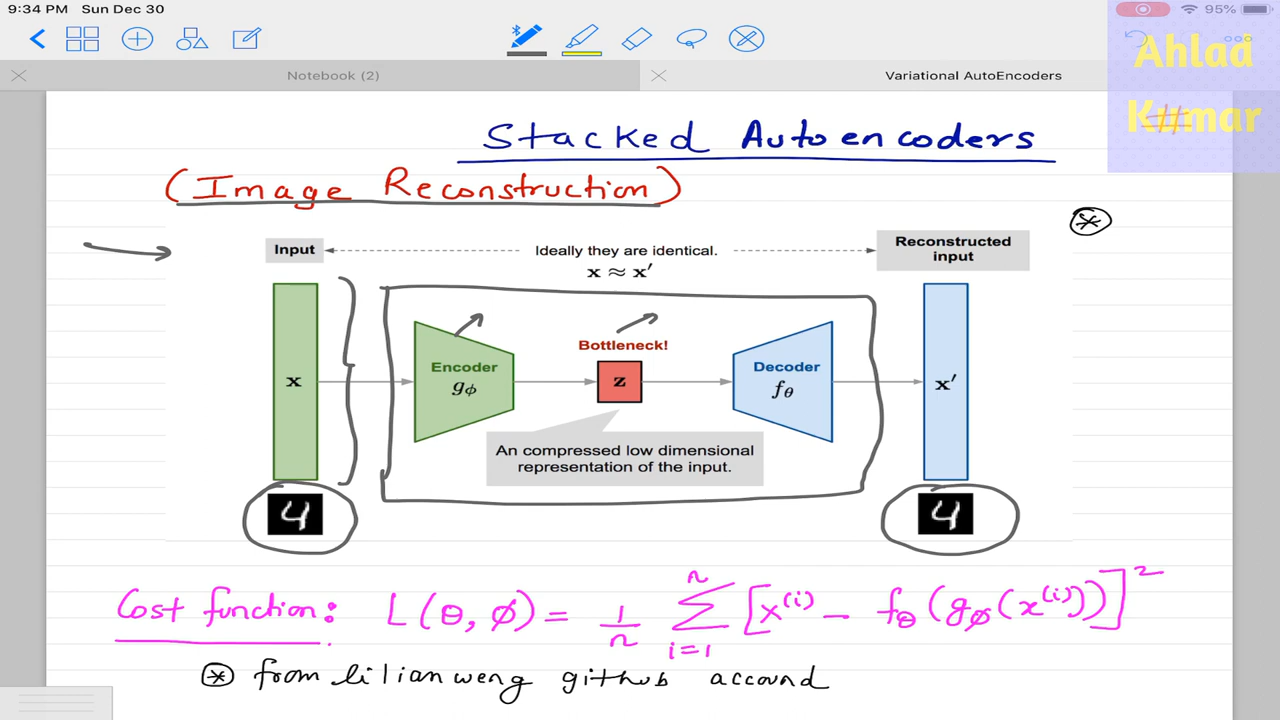 9:34 PM Sun Dec 30
95%
Ahlad
Kumar
Notebook (2)
Variational AutoEncoders
Stacked Autoencoders
(Image Reconstruction)
Input
Ideally they are identical.
x ≈ x′
Reconstructed
input
Bottleneck!
Encoder
gϕ
x
z
Decoder
fθ
x′
An compressed low dimensional
representation of the input.
4
4
Cost function: L(θ, ϕ) = 1/n Σ_{i=1}^{n} [x^(i) − fθ(gϕ(x^(i)))]²
⊛ from lilianweng github accound